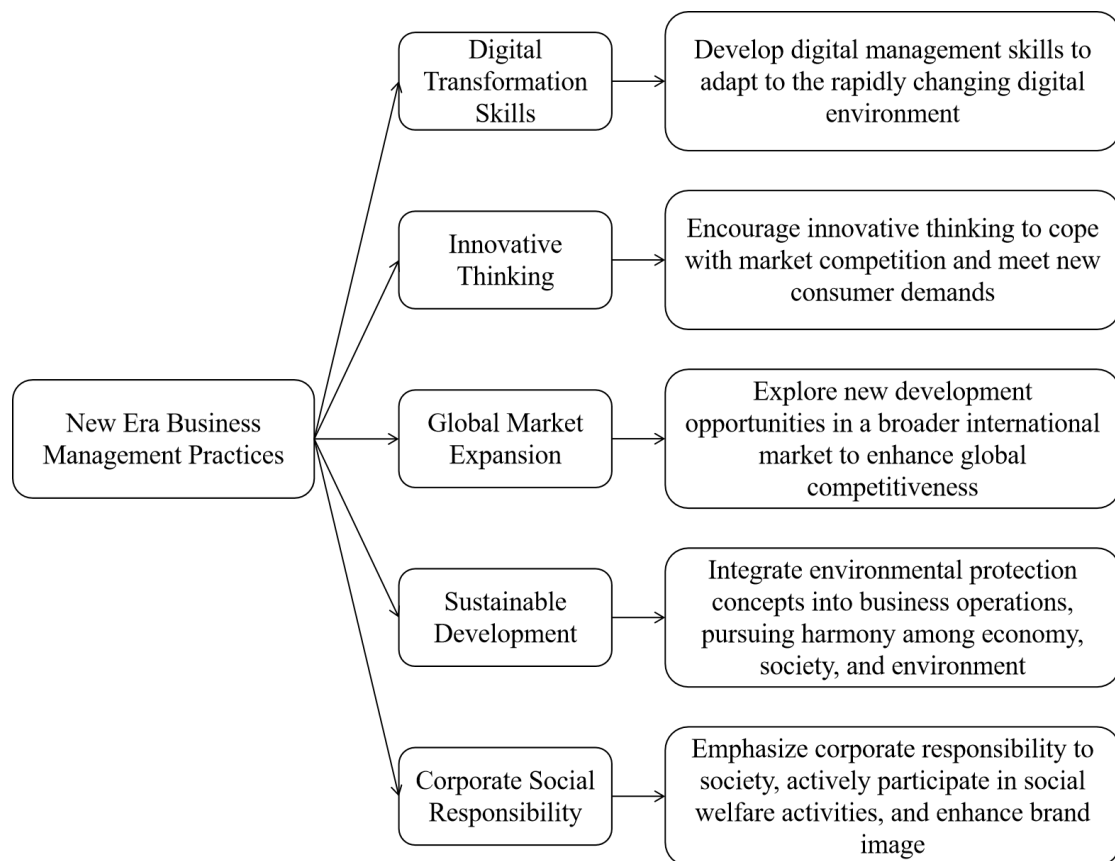 New Era Business
Management Practices
Digital
Transformation
Skills
Develop digital management skills to
adapt to the rapidly changing digital
environment
Innovative
Thinking
Encourage innovative thinking to cope
with market competition and meet new
consumer demands
Global Market
Expansion
Explore new development
opportunities in a broader international
market to enhance global
competitiveness
Sustainable
Development
Integrate environmental protection
concepts into business operations,
pursuing harmony among economy,
society, and environment
Corporate Social
Responsibility
Emphasize corporate responsibility to
society, actively participate in social
welfare activities, and enhance brand
image